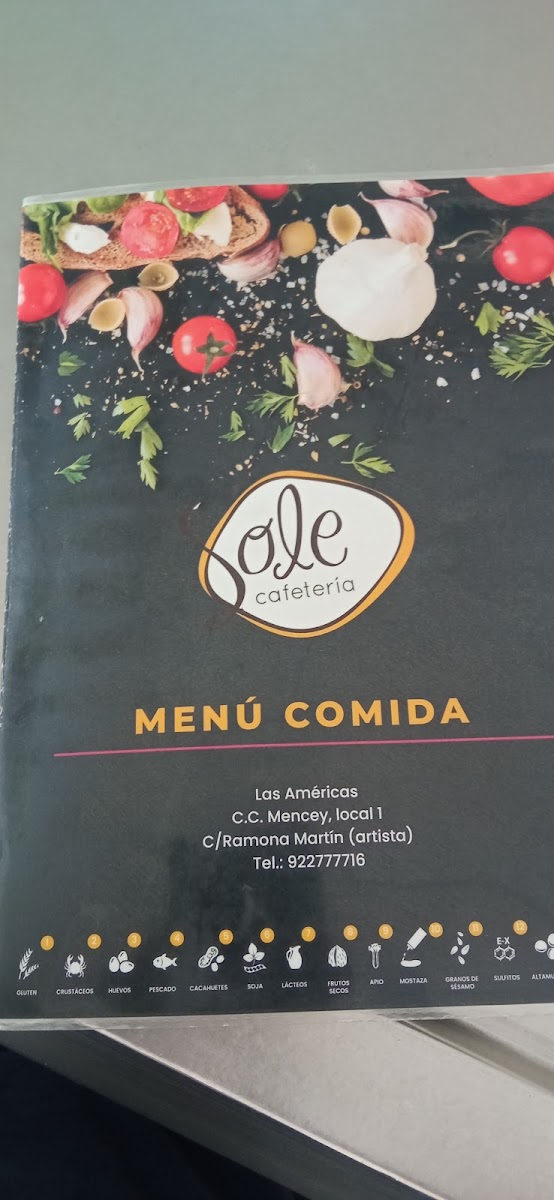 Sole
cafetería
MENÚ COMIDA
Las Américas
C.C. Mencey, local 1
C/Ramona Martín (artista)
Tel.: 922777716
1 2 3 4 5 6 7 8 9 10 11 12
E-X
GLUTEN CRUSTÁCEOS HUEVOS PESCADO CACAHUETES SOJA LÁCTEOS FRUTOS SECOS APIO MOSTAZA GRANOS DE SÉSAMO SULFITOS ALTAMU